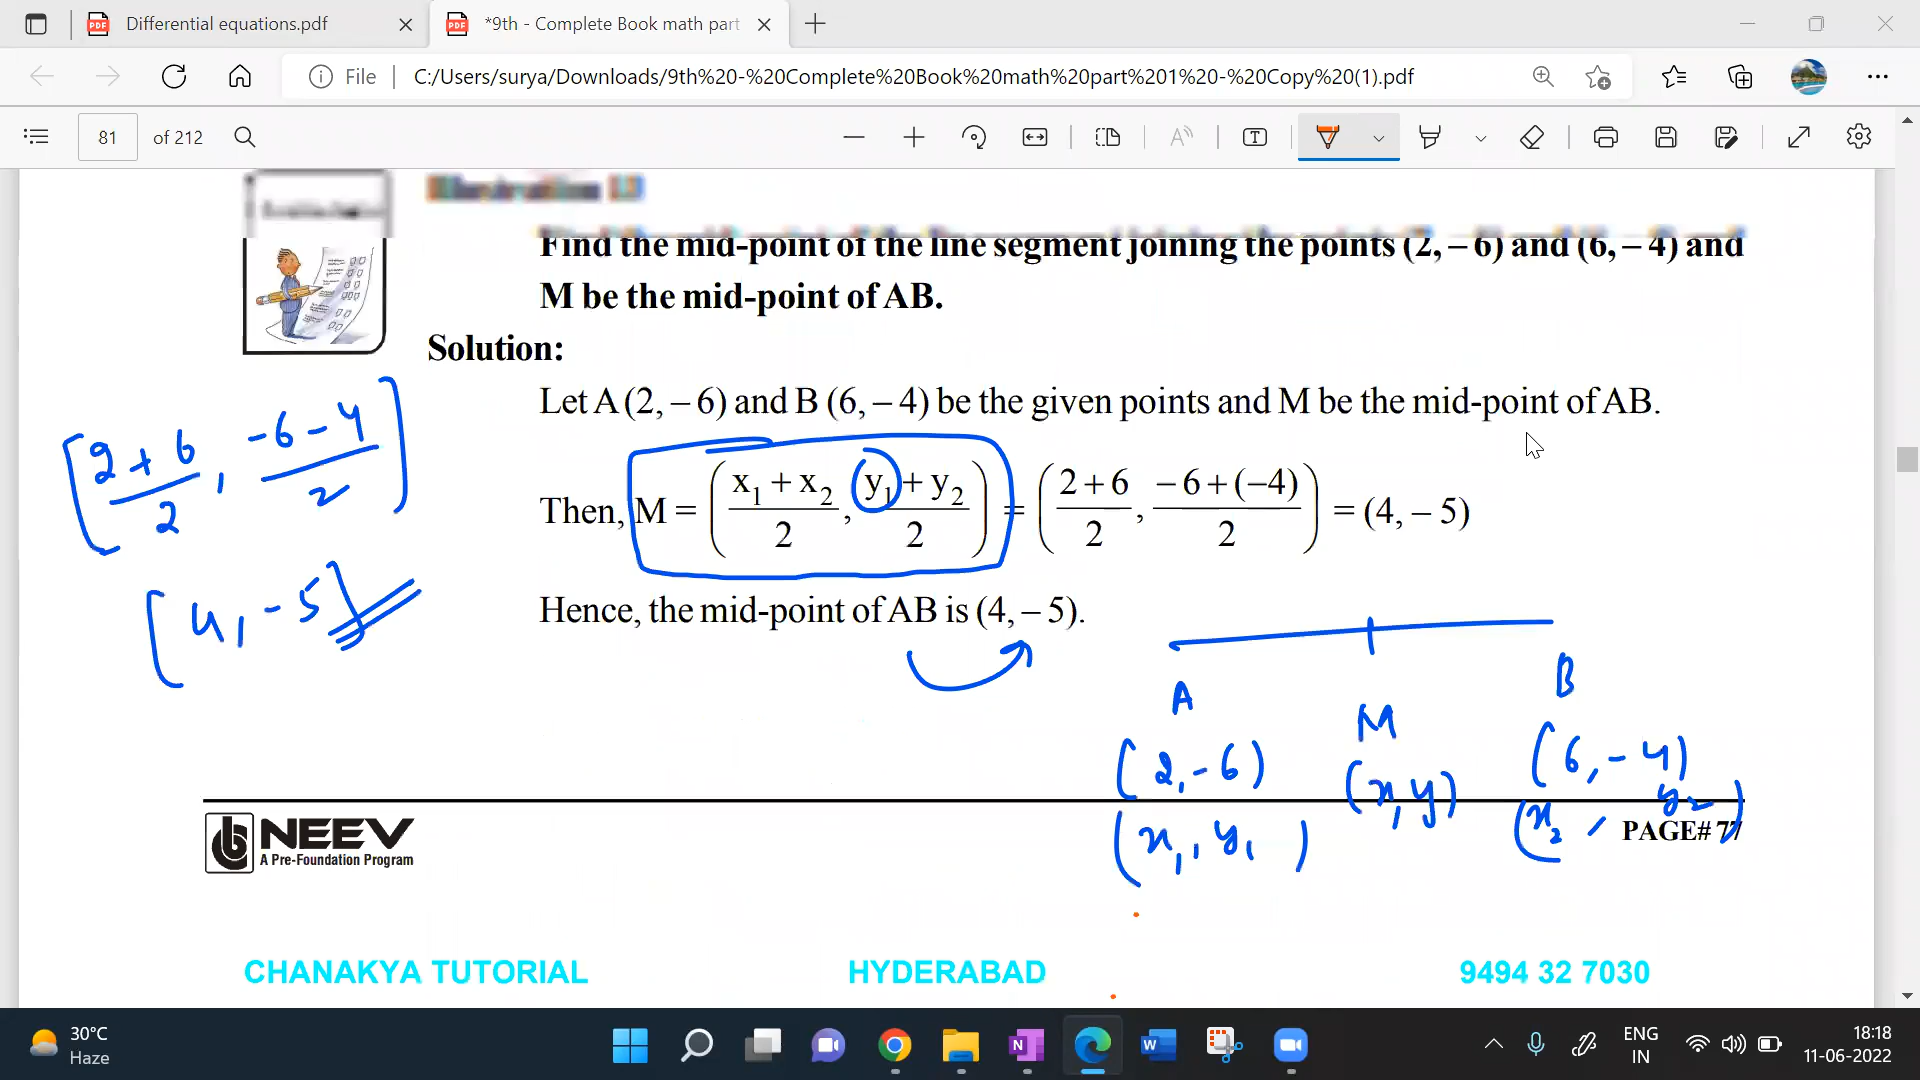 Differential equations.pdf
*9th - Complete Book math part
File
C:/Users/surya/Downloads/9th%20-%20Complete%20Book%20math%20part%201%20-%20Copy%20(1).pdf
81 of 212
Find the mid-point of the line segment joining the points (2, – 6) and (6, – 4) and
M be the mid-point of AB.
Solution:
Let A (2, – 6) and B (6, – 4) be the given points and M be the mid-point of AB.
[2 + 6 / 2, -6 - 4 / 2]
Then, M = (x₁ + x₂ / 2, y₁ + y₂ / 2) = (2 + 6 / 2, – 6 + (–4) / 2) = (4, – 5)
[4, -5]
Hence, the mid-point of AB is (4, – 5).
A M B
(2, -6) (x, y) (6, -4)
(x₁, y₁) (x₂, y₂)
NEEV
A Pre-Foundation Program
PAGE# 77
CHANAKYA TUTORIAL HYDERABAD 9494 32 7030
30°C
Haze
ENG
IN
18:18
11-06-2022